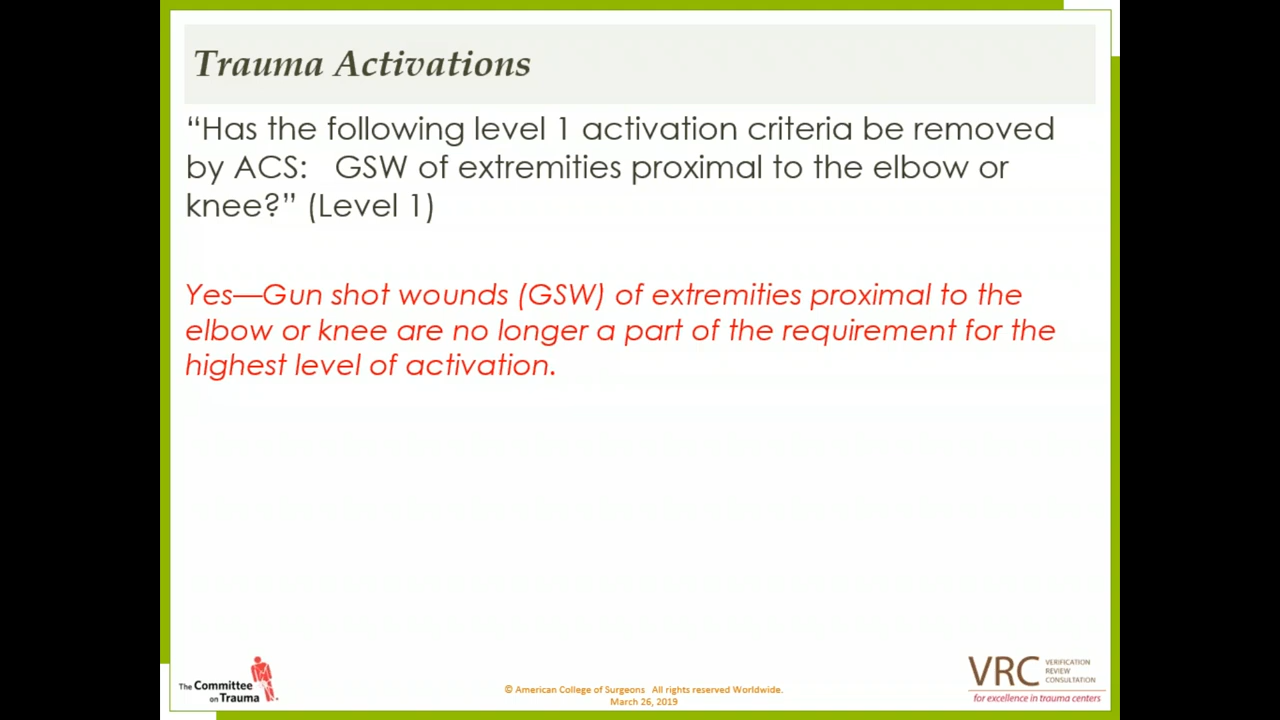 Trauma Activations
“Has the following level 1 activation criteria be removed
by ACS:   GSW of extremities proximal to the elbow or
knee?” (Level 1)
Yes—Gun shot wounds (GSW) of extremities proximal to the
elbow or knee are no longer a part of the requirement for the
highest level of activation.
The Committee
on Trauma
© American College of Surgeons   All rights reserved Worldwide.
March 26, 2019
VRC
VERIFICATION
REVIEW
CONSULTATION
for excellence in trauma centers